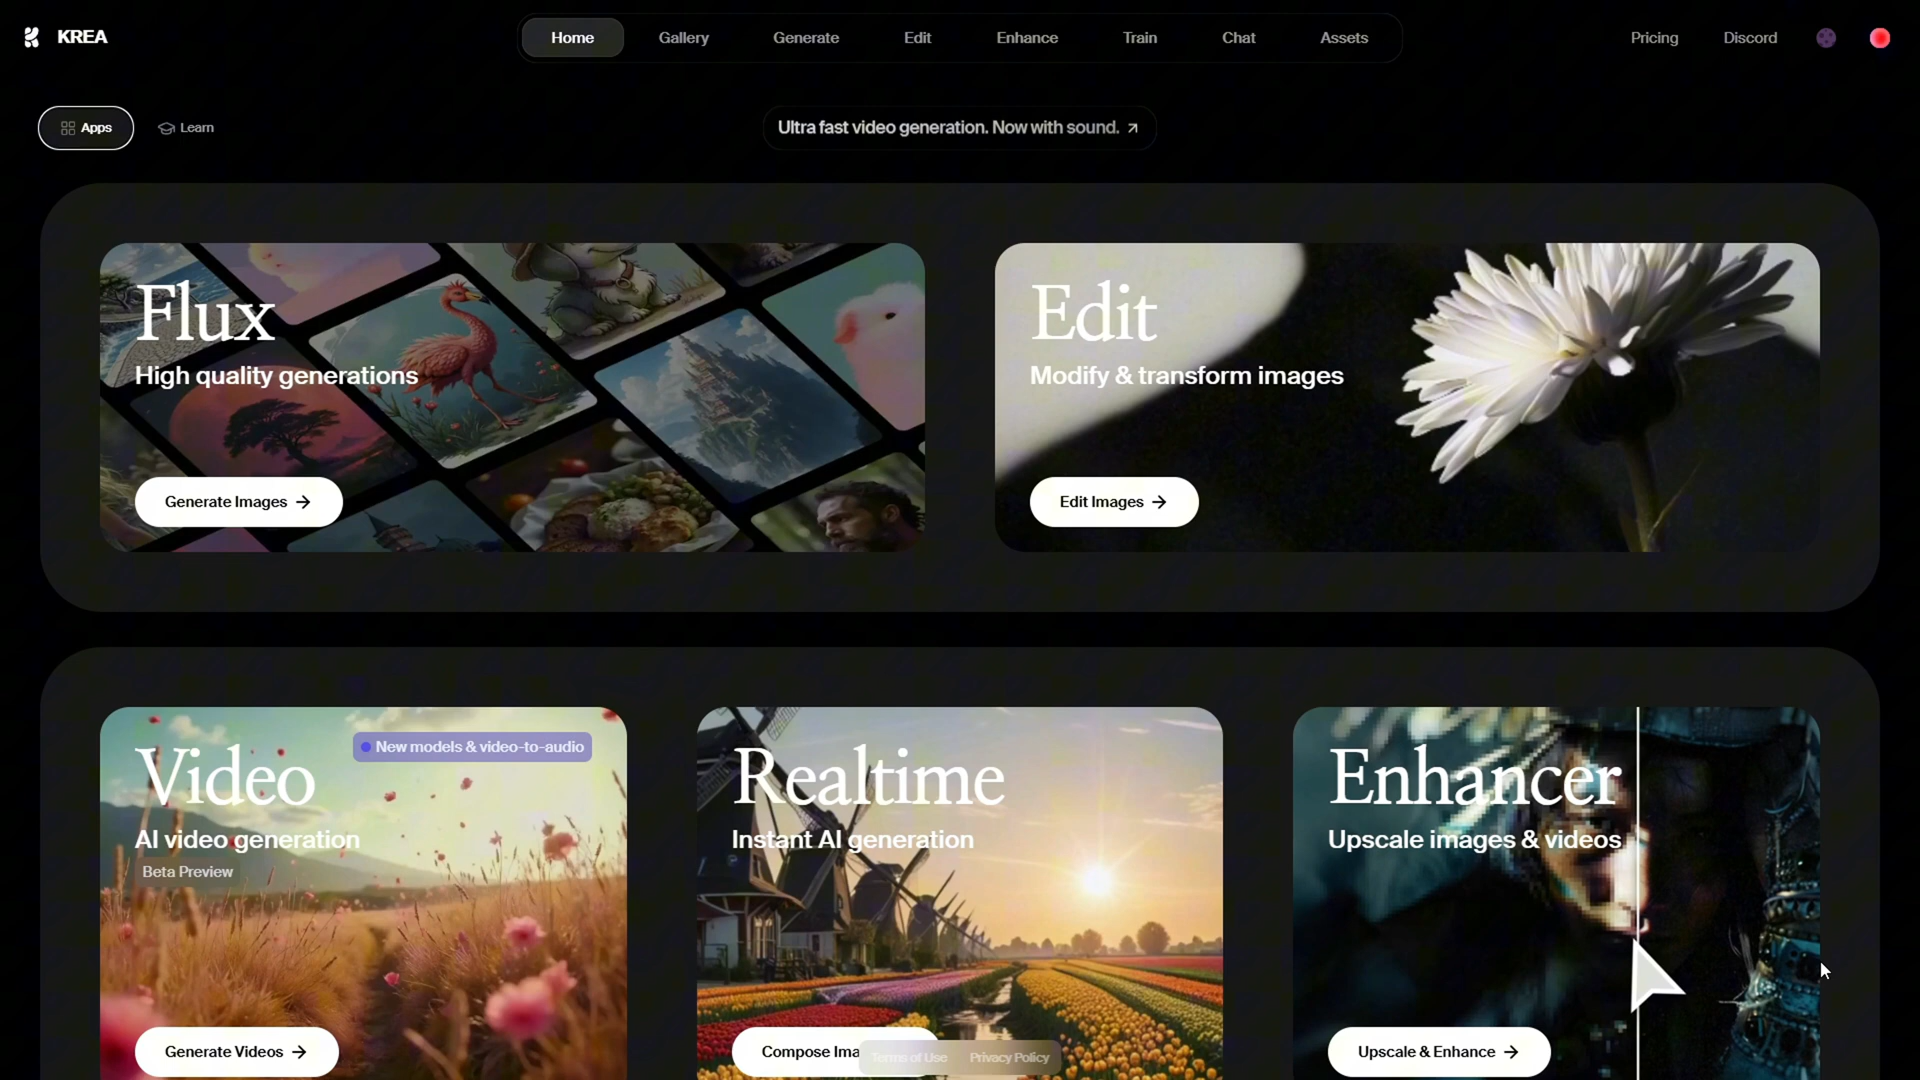 KREA
Home Gallery Generate Edit Enhance Train Chat Assets
Pricing Discord
Apps Learn
Ultra fast video generation. Now with sound.
Flux
High quality generations
Generate Images
Edit
Modify & transform images
Edit Images
Video
New models & video-to-audio
AI video generation
Beta Preview
Generate Videos
Realtime
Instant AI generation
Compose Ima
Terms of Use Privacy Policy
Enhancer
Upscale images & videos
Upscale & Enhance